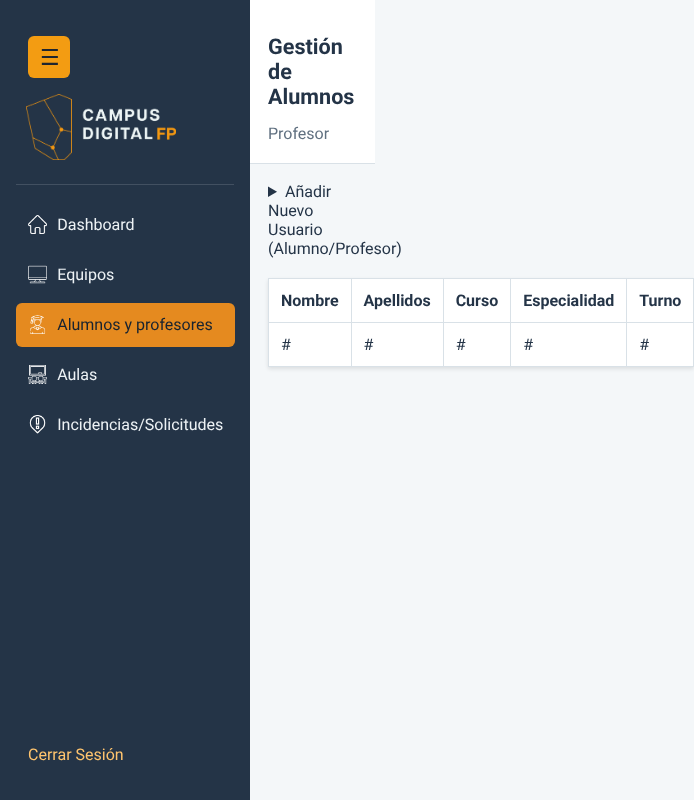 ☰
CAMPUS
DIGITAL FP
Dashboard
Equipos
Alumnos y profesores
Aulas
Incidencias/Solicitudes
Cerrar Sesión
Gestión
de
Alumnos
Profesor
▶ Añadir
Nuevo
Usuario
(Alumno/Profesor)
Nombre Apellidos Curso Especialidad Turno
# # # # #